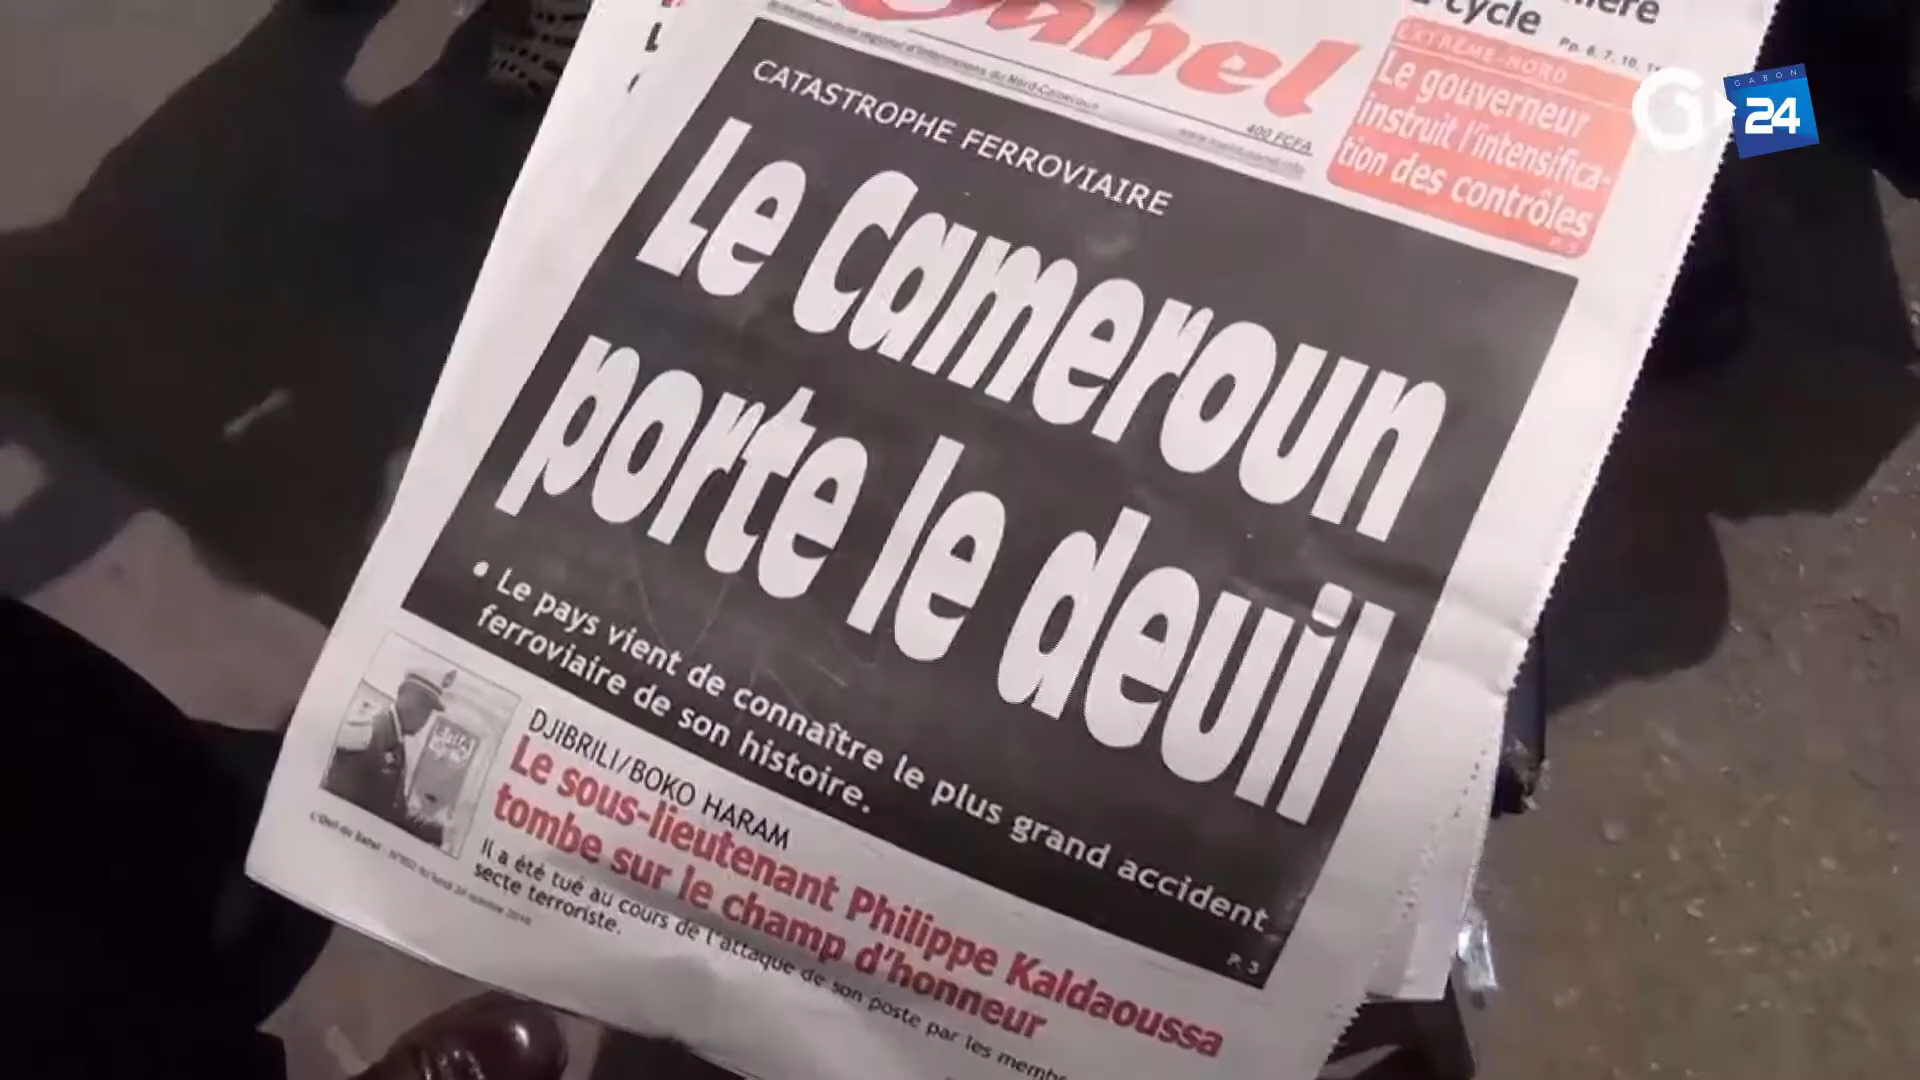 Sahel
400 FCFA
cycle
EXTRÊME-NORD
Le gouverneur
instruit l'intensifica-
tion des contrôles
P. 5
GABON
24
CATASTROPHE FERROVIAIRE
Le Cameroun
porte le deuil
• Le pays vient de connaître le plus grand accident
ferroviaire de son histoire.
P. 3
DJIBRILI/BOKO HARAM
Le sous-lieutenant Philippe Kaldaoussa
tombe sur le champ d'honneur
Il a été tué au cours de l'attaque de son poste par les
secte terroriste.